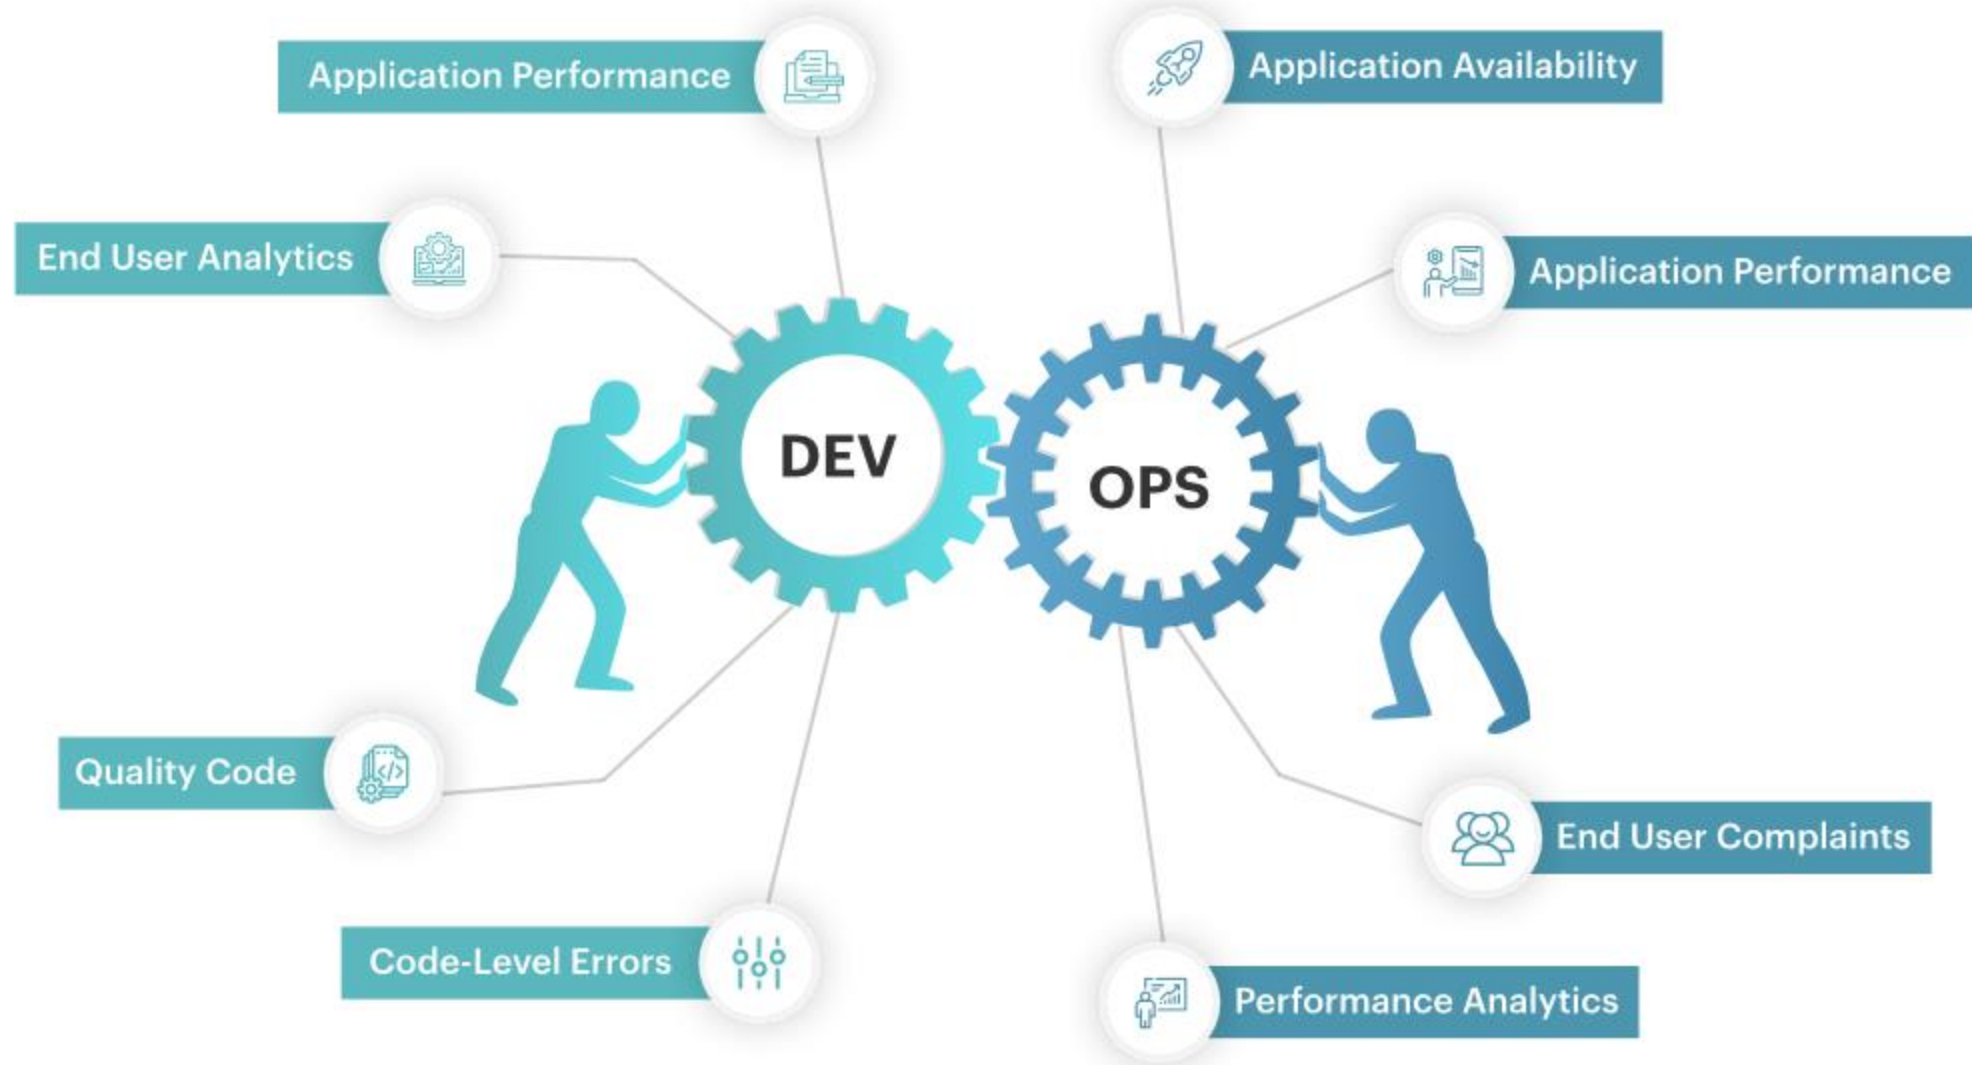 Application Performance
End User Analytics
DEV
Quality Code
Code-Level Errors
Application Availability
Application Performance
OPS
End User Complaints
Performance Analytics